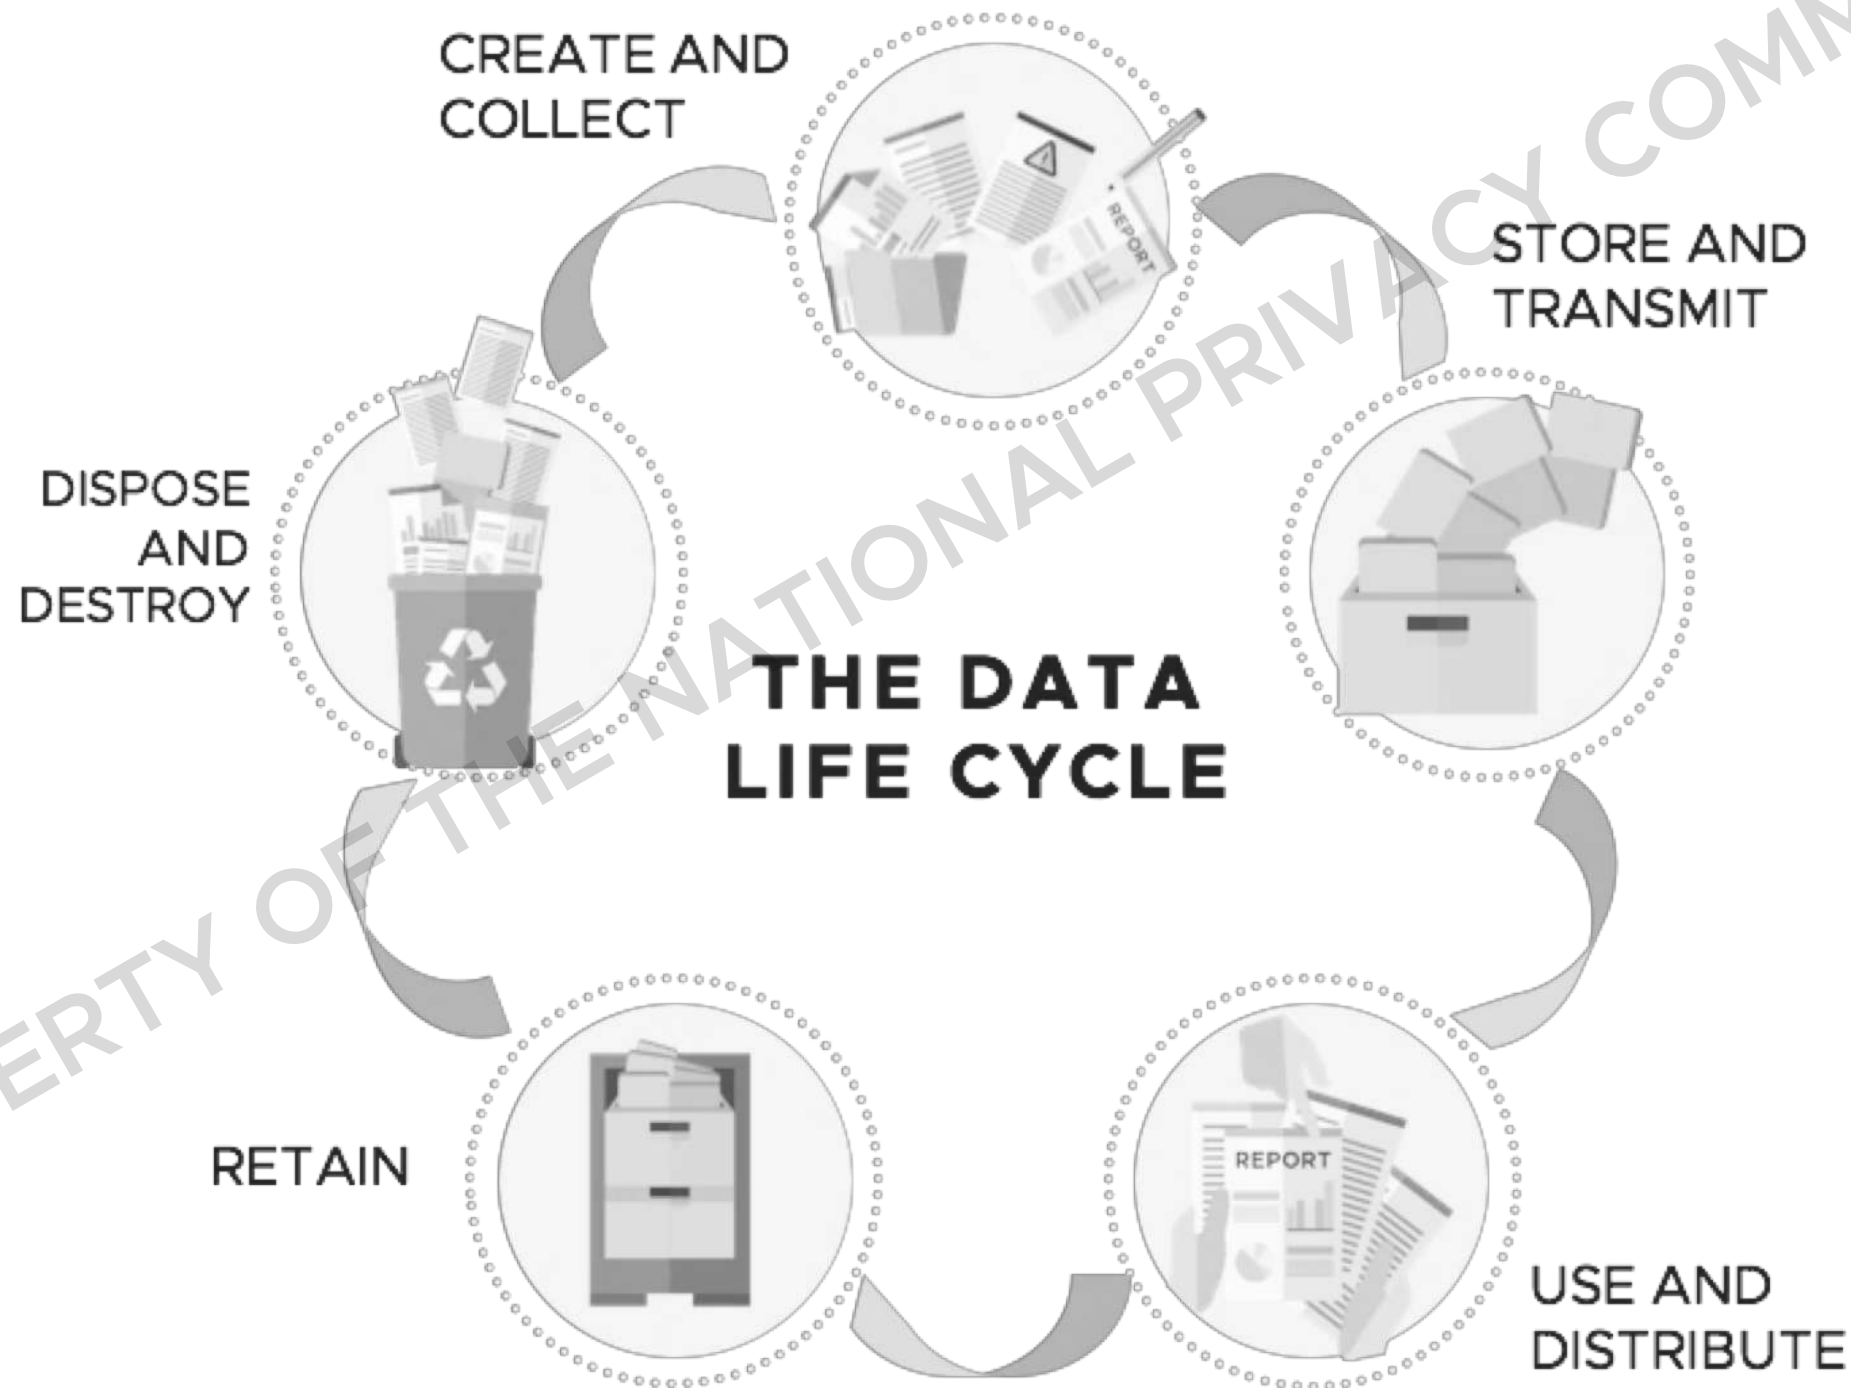 CREATE AND
COLLECT
REPORT
STORE AND
TRANSMIT
DISPOSE
AND
DESTROY
THE DATA
LIFE CYCLE
RETAIN
REPORT
USE AND
DISTRIBUTE
ERTY OF THE NATIONAL PRIVACY COMM